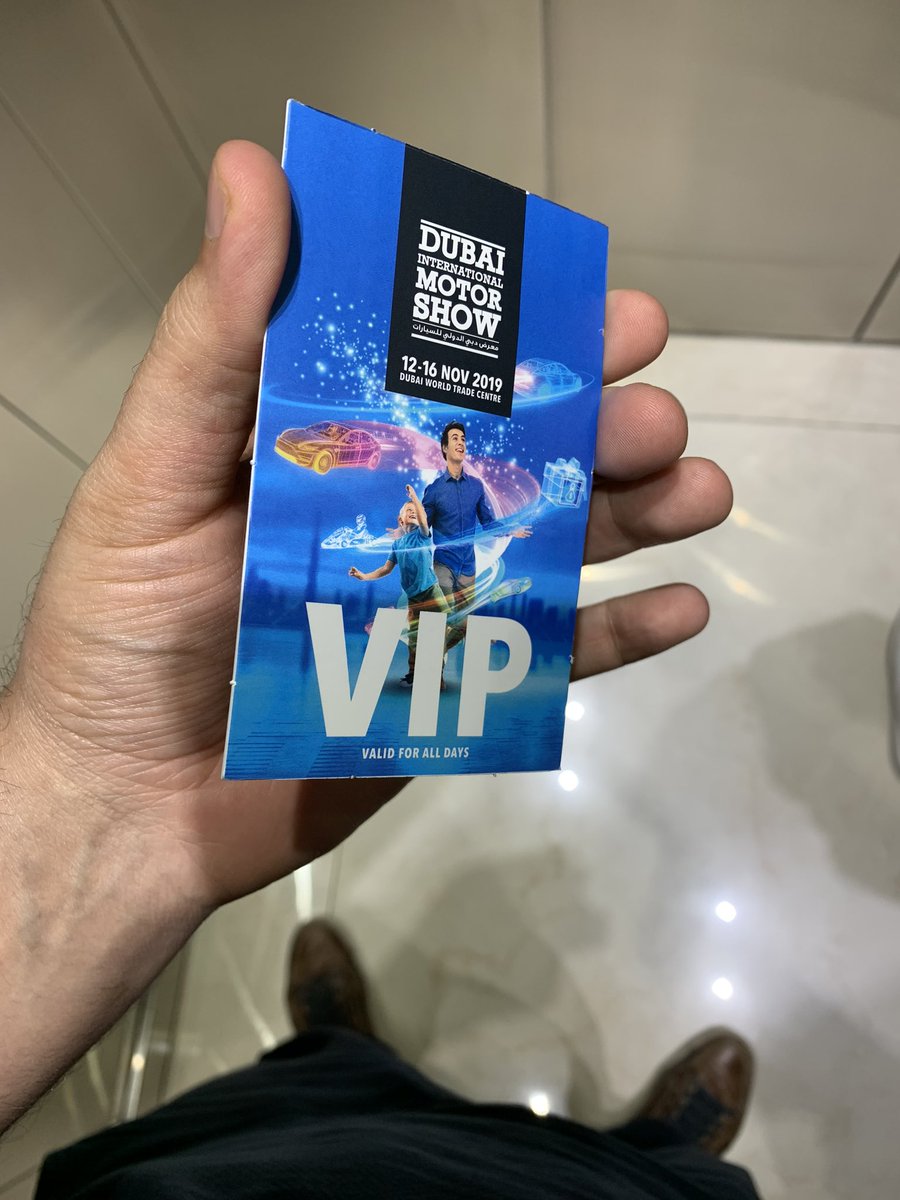 DUBAI
INTERNATIONAL
MOTOR
SHOW
معرض دبي الدولي للسيارات
12-16 NOV 2019
DUBAI WORLD TRADE CENTRE
VIP
VALID FOR ALL DAYS